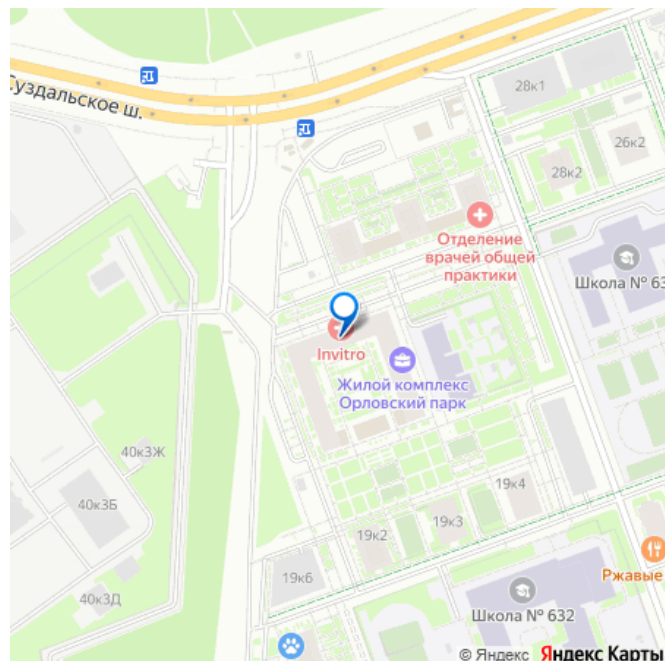 Суздальское ш.
28к1
26к2
28к2
Отделение
врачей общей
практики
Школа № 63
Invitro
Жилой комплекс
Орловский парк
40к3Ж
40к3Б
40к3Д
19к4
19к3
19к2
19к6
Ржавые
Школа № 632
© Яндекс Яндекс Карты